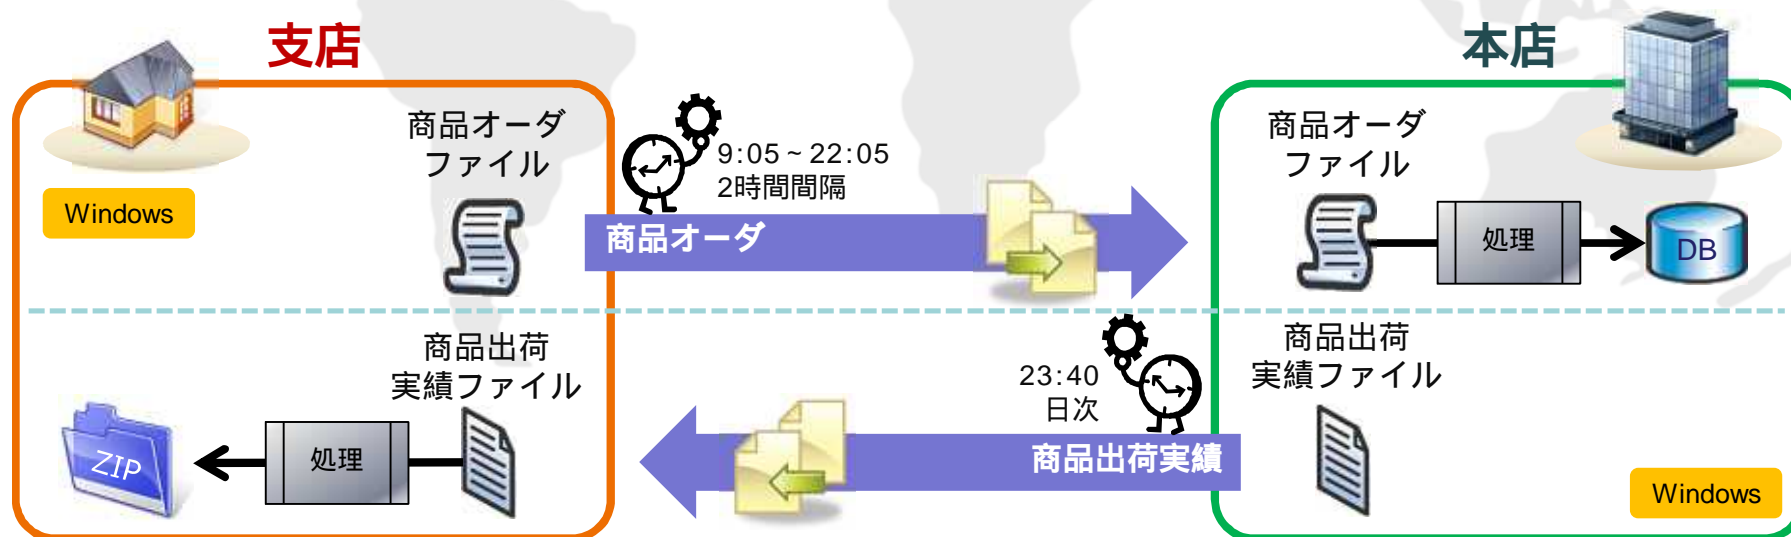 支店
本店
商品オーダ
ファイル
9:05～22:05
2時間間隔
商品オーダ
ファイル
Windows
商品オーダ
処理
DB
商品出荷
実績ファイル
23:40
日次
商品出荷
実績ファイル
ZIP
処理
商品出荷実績
Windows